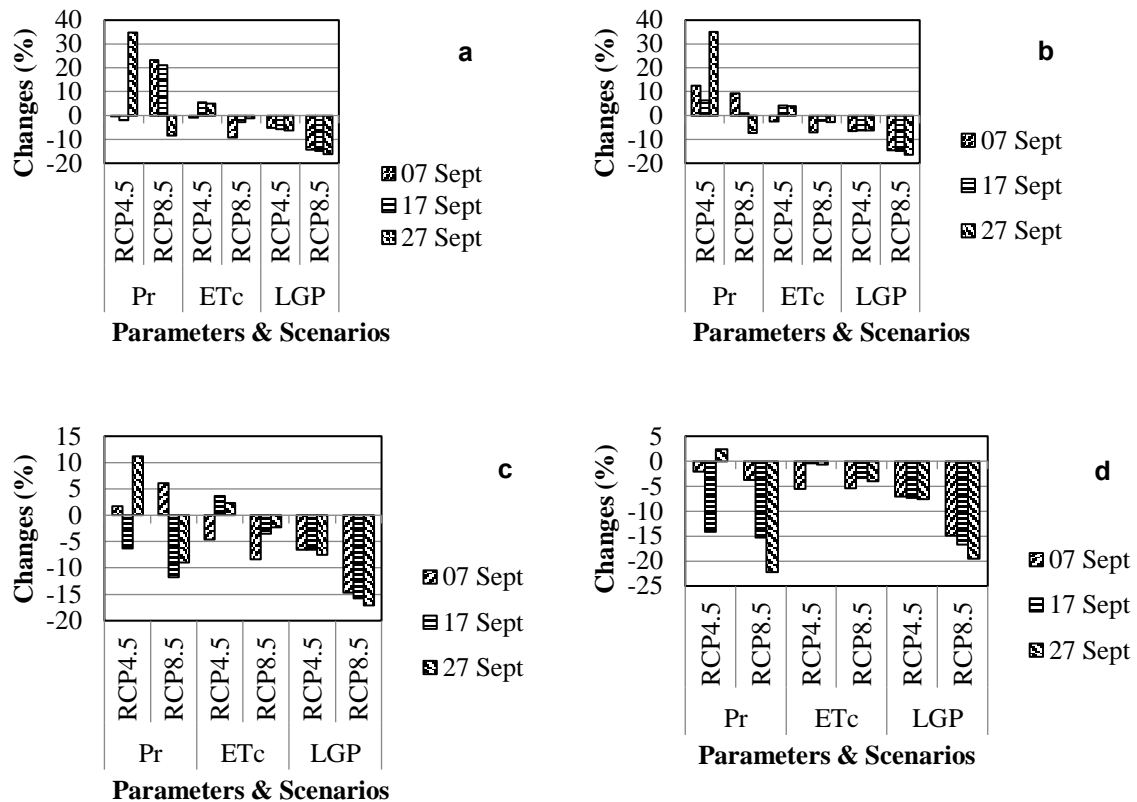 40
30
20
10
0
-10
-20
Changes (%)
RCP4.5
RCP8.5
RCP4.5
RCP8.5
RCP4.5
RCP8.5
Pr
ETc
LGP
Parameters & Scenarios
a
07 Sept
17 Sept
27 Sept
40
30
20
10
0
-10
-20
Changes (%)
RCP4.5
RCP8.5
RCP4.5
RCP8.5
RCP4.5
RCP8.5
Pr
ETc
LGP
Parameters & Scenarios
b
07 Sept
17 Sept
27 Sept
15
10
5
0
-5
-10
-15
-20
Changes (%)
RCP4.5
RCP8.5
RCP4.5
RCP8.5
RCP4.5
RCP8.5
Pr
ETc
LGP
Parameters & Scenarios
c
07 Sept
17 Sept
27 Sept
5
0
-5
-10
-15
-20
-25
Changes (%)
RCP4.5
RCP8.5
RCP4.5
RCP8.5
RCP4.5
RCP8.5
Pr
ETc
LGP
Parameters & Scenarios
d
07 Sept
17 Sept
27 Sept